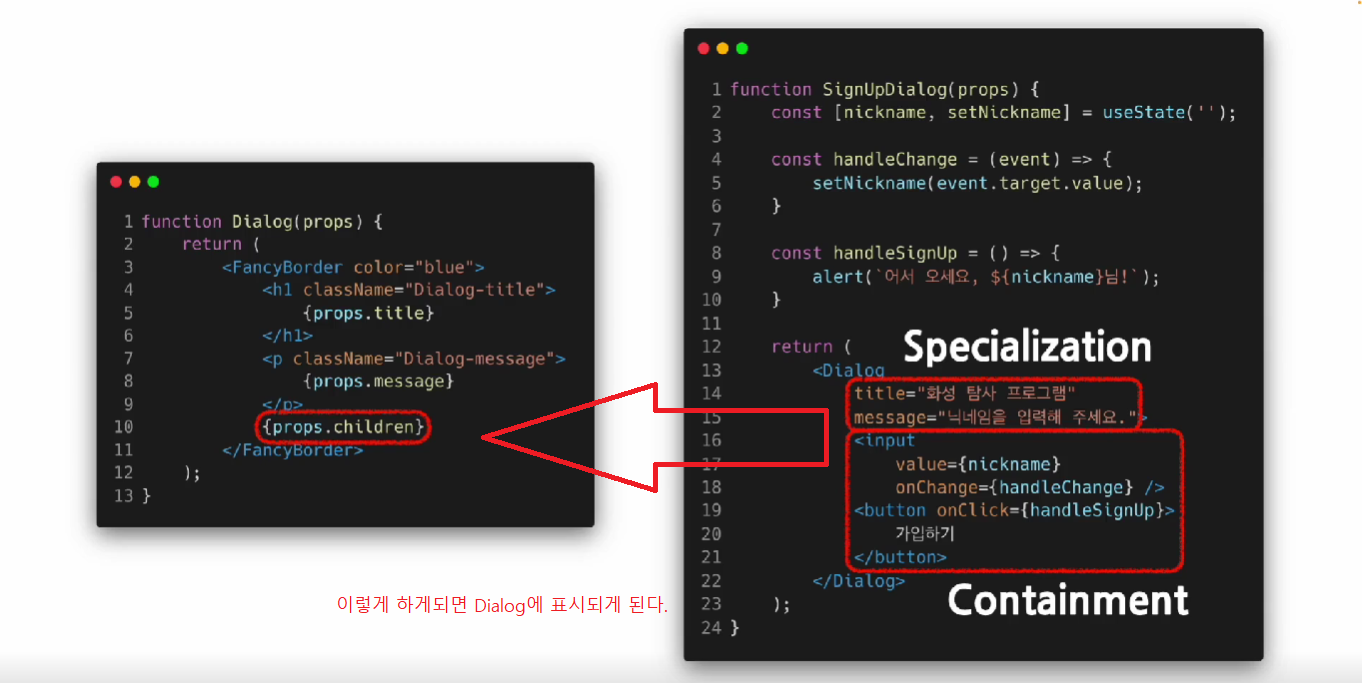 1 function Dialog(props) {
2 return (
3 <FancyBorder color="blue">
4 <h1 className="Dialog-title">
5 {props.title}
6 </h1>
7 <p className="Dialog-message">
8 {props.message}
9 </p>
10 {props.children}
11 </FancyBorder>
12 );
13 }
이렇게 하게되면 Dialog에 표시되게 된다.
1 function SignUpDialog(props) {
2 const [nickname, setNickname] = useState('');
3
4 const handleChange = (event) => {
5 setNickname(event.target.value);
6 }
7
8 const handleSignUp = () => {
9 alert(`어서 오세요, ${nickname}님!`);
10 }
11
12 return (
Specialization
13 <Dialog
14 title="화성 탐사 프로그램"
15 message="닉네임을 입력해 주세요.">
16 <input
17 value={nickname}
18 onChange={handleChange} />
19 <button onClick={handleSignUp}>
20 가입하기
21 </button>
22 </Dialog>
Containment
23 );
24 }